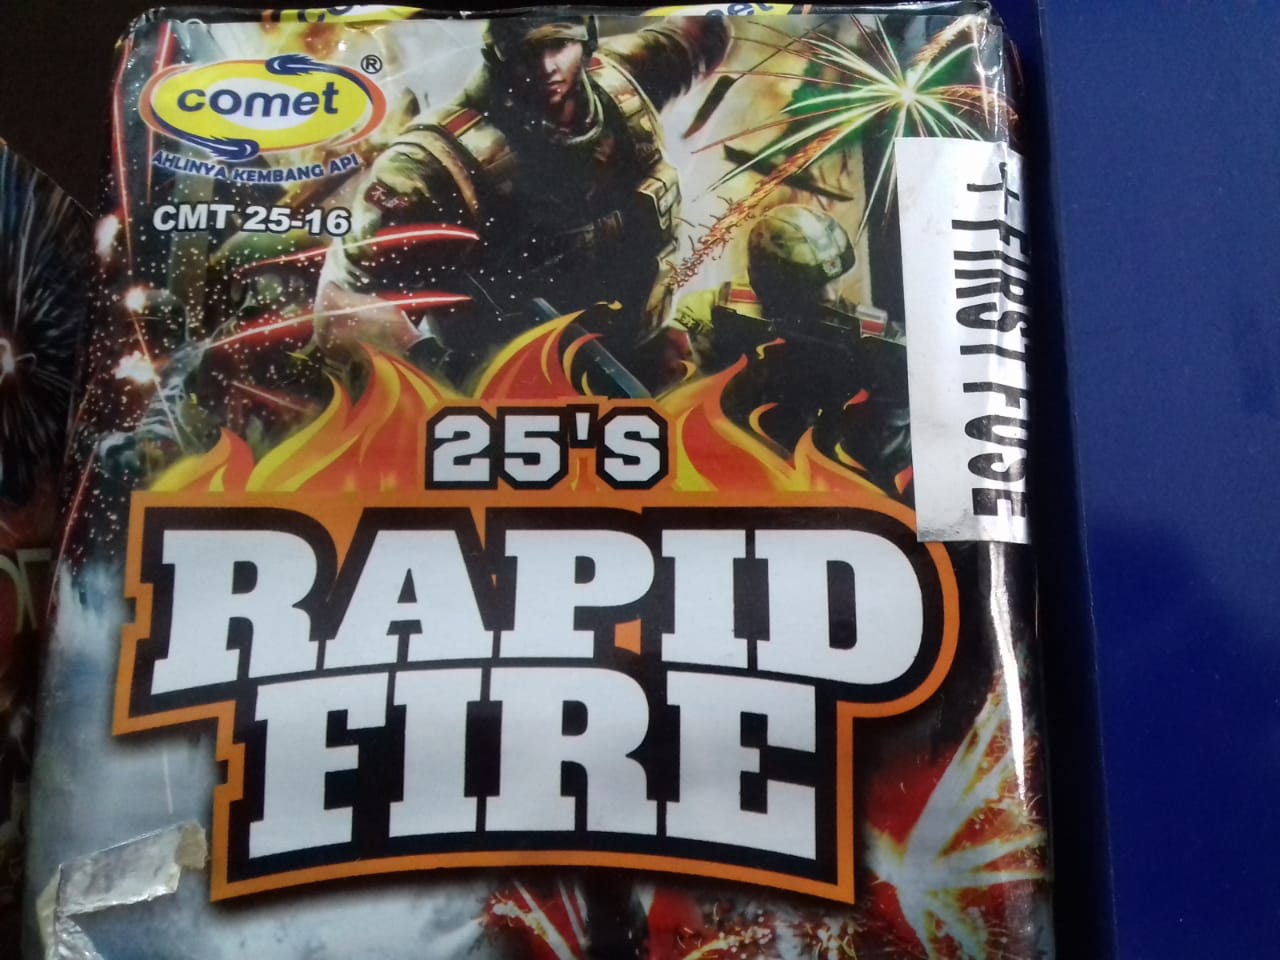 comet®
AHLINYA KEMBANG API
CMT 25-16
+ FIRST FUSE
25'S
RAPID
FIRE